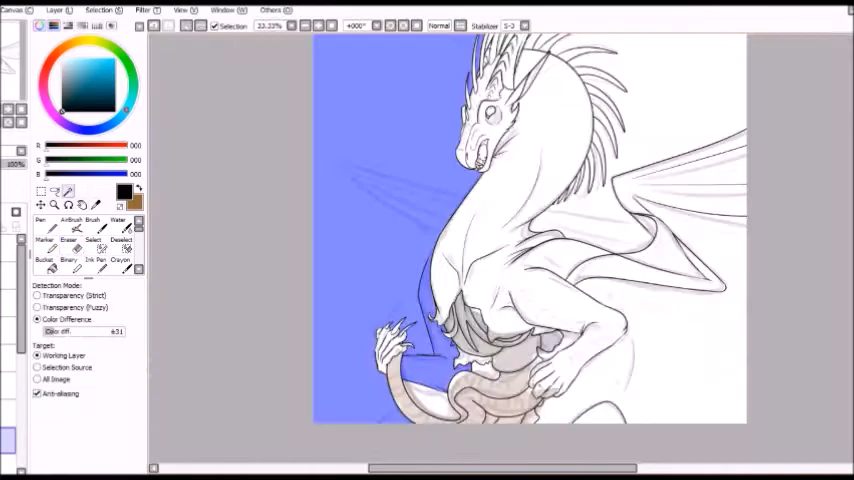 Canvas (C) Layer (L) Selection (S) Filter (T) View (V) Window (W) Others (O)
Selection 33.33% +000° Normal Stabilizer S-3
R 000
G 000
B 000
100%
Pen AirBrush Brush Water
Marker Eraser Select Deselect
Bucket Binary Ink Pen Crayon
Detection Mode:
Transparency (Strict)
Transparency (Fuzzy)
Color Difference
Color diff. ±31
Target:
Working Layer
Selection Source
All Image
Anti-aliasing